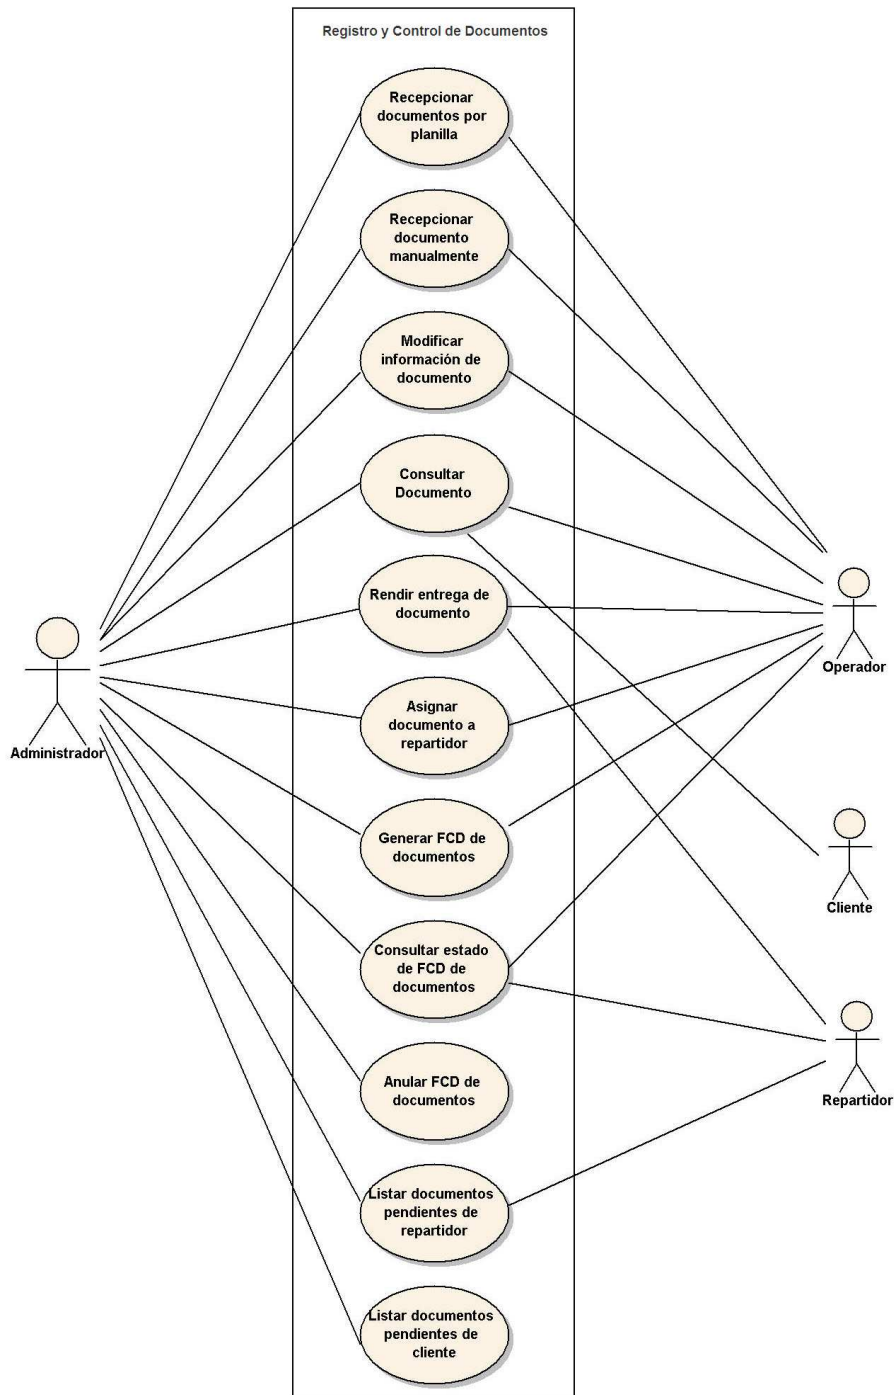 Registro y Control de Documentos
Recepcionar
documentos por
planilla
Recepcionar
documento
manualmente
Modificar
información de
documento
Consultar
Documento
Rendir entrega de
documento
Asignar
documento a
repartidor
Generar FCD de
documentos
Consultar estado
de FCD de
documentos
Anular FCD de
documentos
Listar documentos
pendientes de
repartidor
Listar documentos
pendientes de
cliente
Administrador
Operador
Cliente
Repartidor